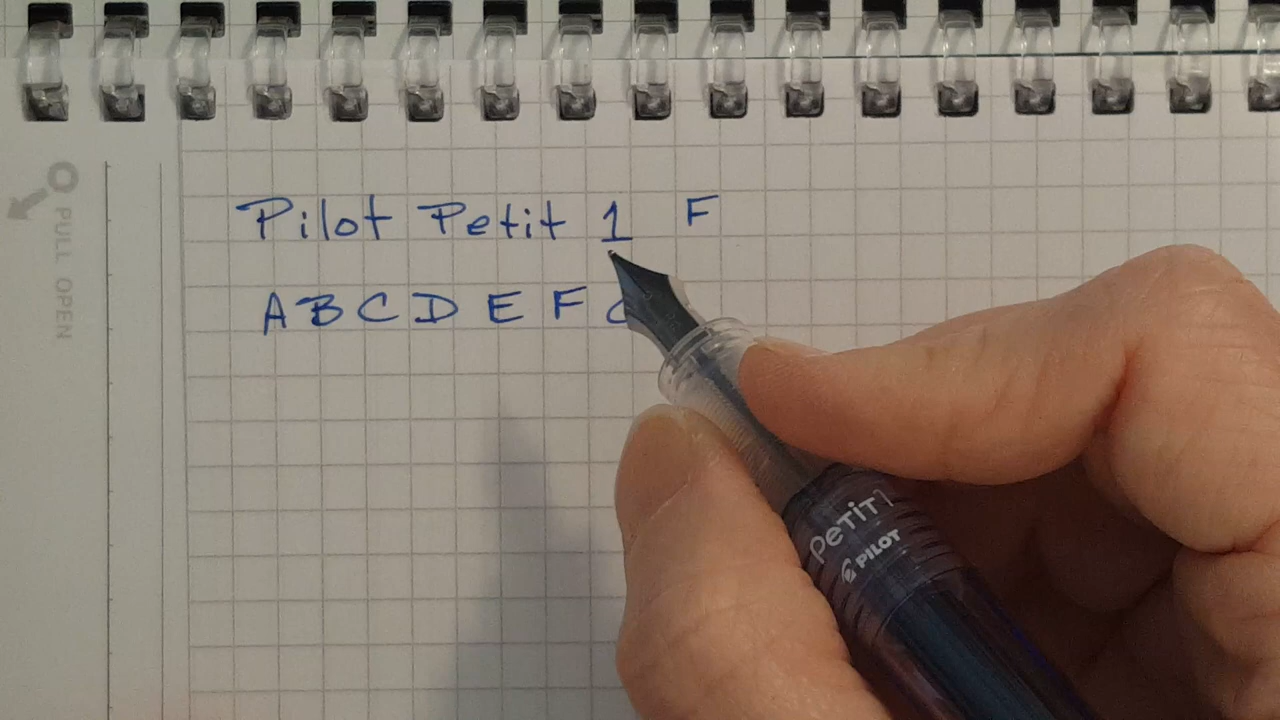 Pilot Petit 1 F
A B C D E F
PULL OPEN
PETIT1
PILOT